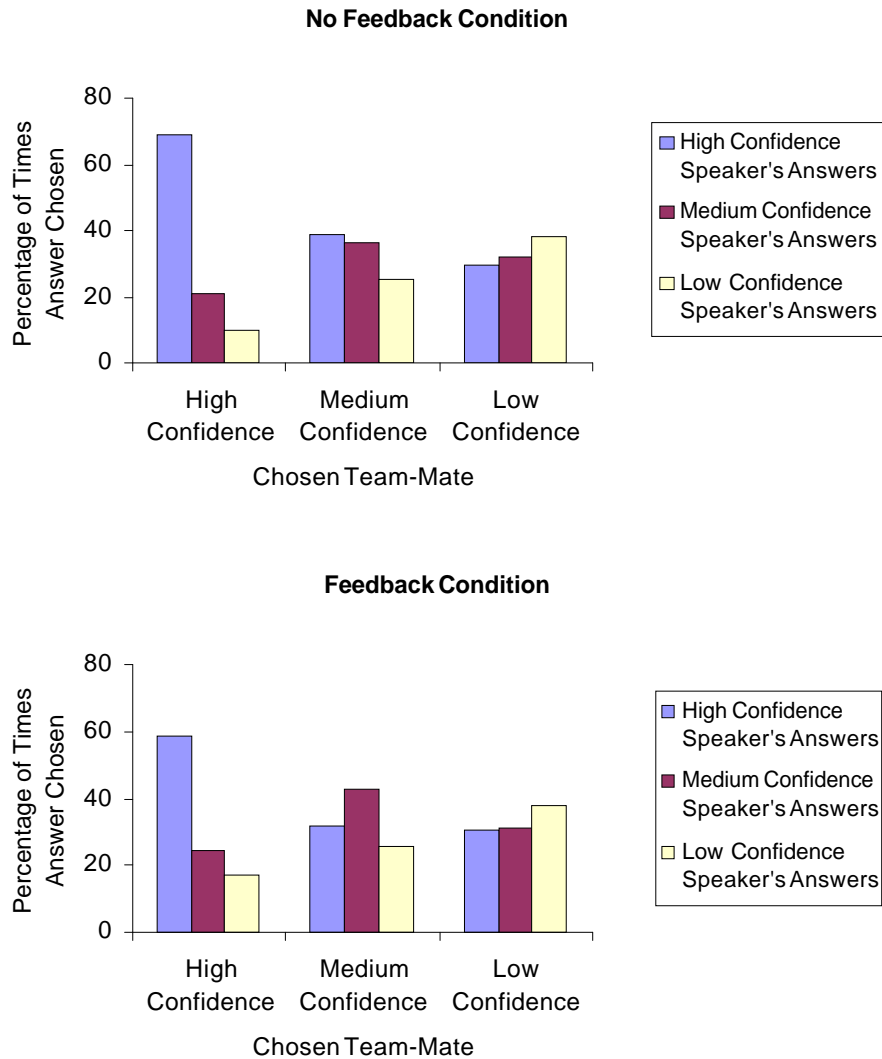 No Feedback Condition
80
60
40
20
0
Percentage of Times
Answer Chosen
High
Confidence
Medium
Confidence
Low
Confidence
Chosen Team-Mate
High Confidence
Speaker's Answers
Medium Confidence
Speaker's Answers
Low Confidence
Speaker's Answers
Feedback Condition
80
60
40
20
0
Percentage of Times
Answer Chosen
High
Confidence
Medium
Confidence
Low
Confidence
Chosen Team-Mate
High Confidence
Speaker's Answers
Medium Confidence
Speaker's Answers
Low Confidence
Speaker's Answers